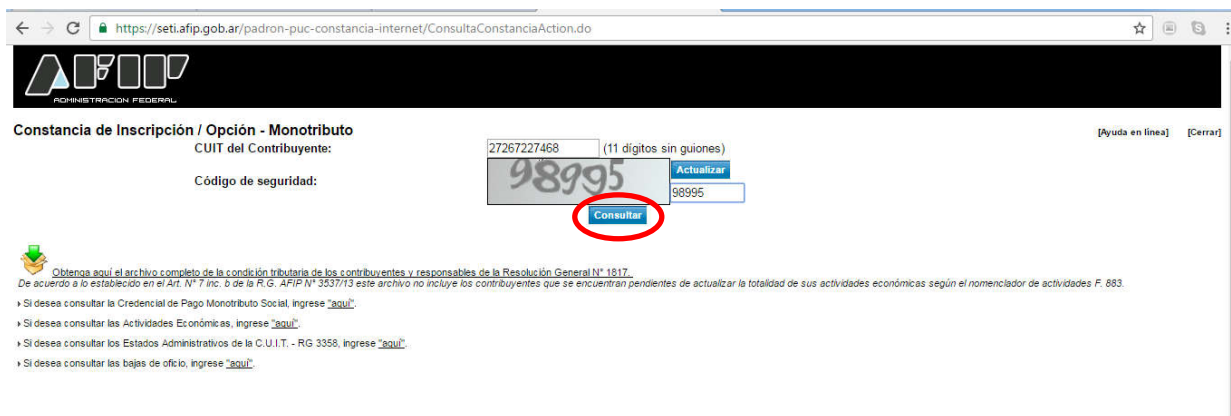 https://seti.afip.gob.ar/padron-puc-constancia-internet/ConsultaConstanciaAction.do
AFIP
ADMINISTRACION FEDERAL
Constancia de Inscripción / Opción - Monotributo
[Ayuda en línea] [Cerrar]
CUIT del Contribuyente: 27267227468 (11 dígitos sin guiones)
98995 Actualizar
Código de seguridad: 98995
Consultar
Obtenga aquí el archivo completo de la condición tributaria de los contribuyentes y responsables de la Resolución General N° 1817.
De acuerdo a lo establecido en el Art. N° 7 inc. b de la R.G. AFIP N° 3537/13 este archivo no incluye los contribuyentes que se encuentran pendientes de actualizar la totalidad de sus actividades económicas según el nomenclador de actividades F. 883.
Si desea consultar la Credencial de Pago Monotributo Social, ingrese "aquí".
Si desea consultar las Actividades Económicas, ingrese "aquí".
Si desea consultar los Estados Administrativos de la C.U.I.T. - RG 3358, ingrese "aquí".
Si desea consultar las bajas de oficio, ingrese "aquí".